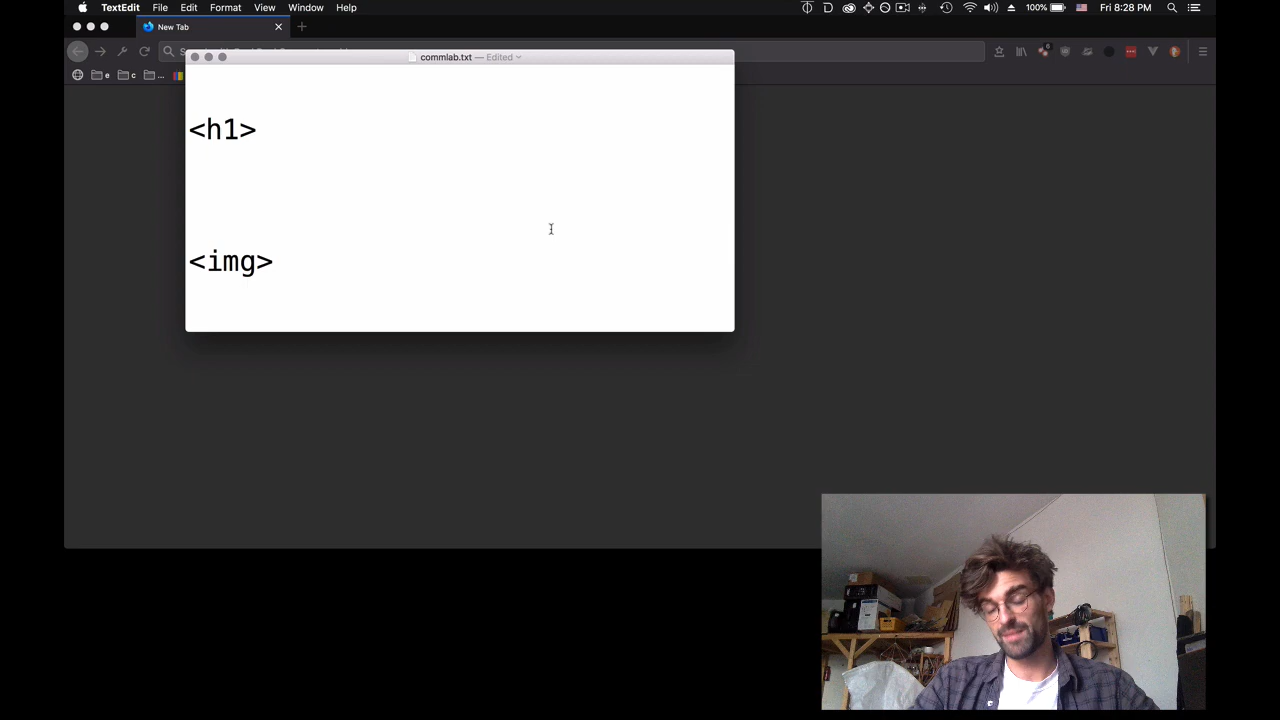 TextEdit File Edit Format View Window Help 100% Fri 8:28 PM
New Tab
commlab.txt — Edited
e c ...
<h1>
<img>